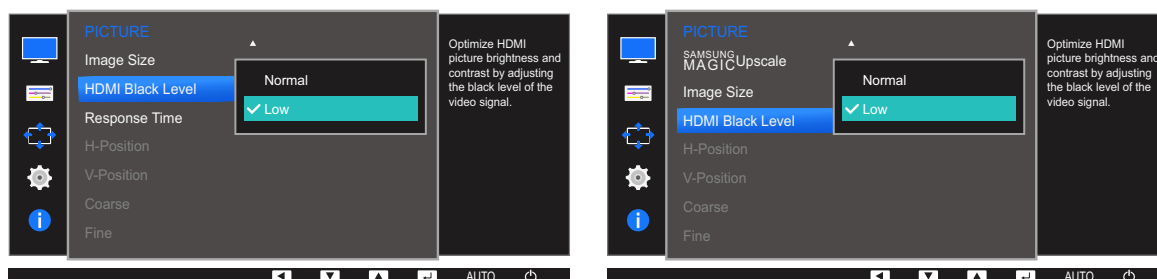 PICTURE
Image Size
HDMI Black Level
Response Time
H-Position
V-Position
Coarse
Fine
Normal
Low
Optimize HDMI
picture brightness and
contrast by adjusting
the black level of the
video signal.
AUTO
PICTURE
SAMSUNG
MAGICUpscale
Image Size
HDMI Black Level
H-Position
V-Position
Coarse
Fine
Normal
Low
Optimize HDMI
picture brightness and
contrast by adjusting
the black level of the
video signal.
AUTO